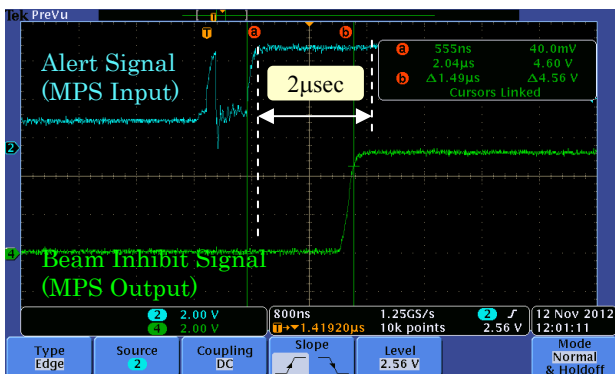 Tek PreVu
T
a
b
a 555ns 40.0mV
2.04µs 4.60 V
b △1.49µs △4.56 V
Cursors Linked
Alert Signal
(MPS Input)
2µsec
2
4
Beam Inhibit Signal
(MPS Output)
2 2.00 V
4 2.00 V
800ns
T→▼1.41920µs
1.25GS/s
10k points
2 2.56 V
12 Nov 2012
12:01:11
Type
Edge
Source
2
Coupling
DC
Slope
Level
2.56 V
Mode
Normal
& Holdoff